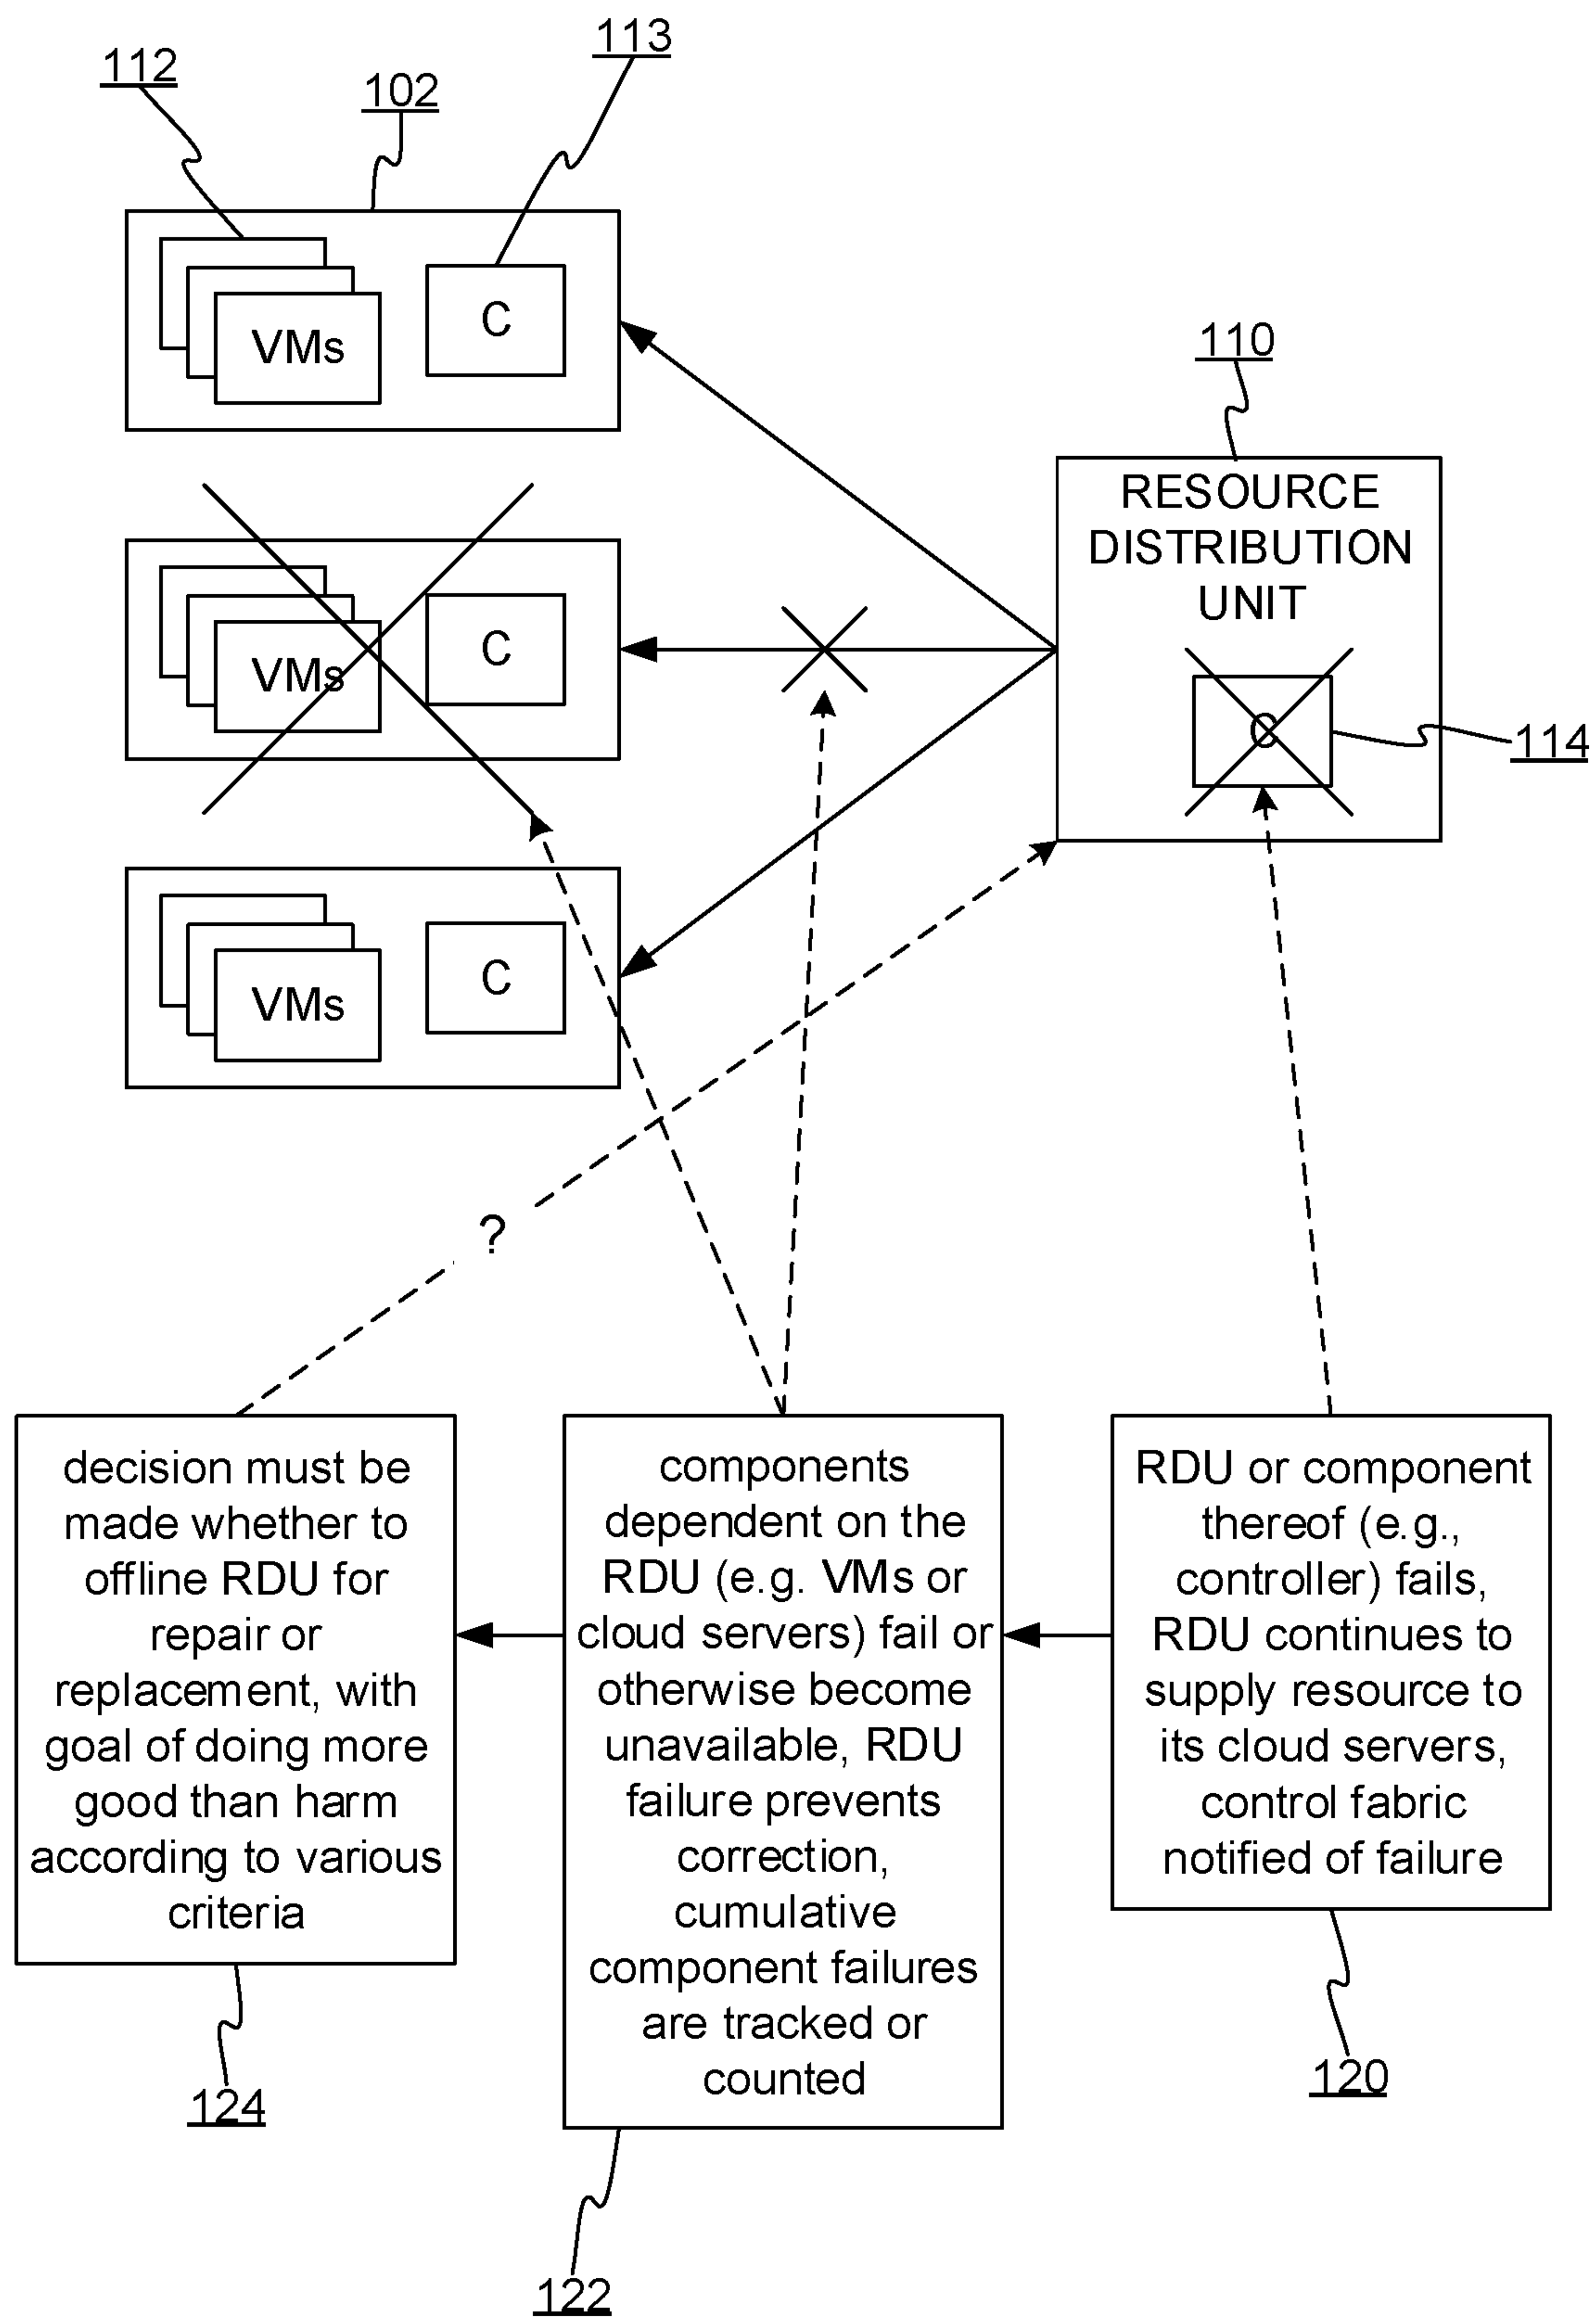 113
112
102
VMs
C
110
RESOURCE
DISTRIBUTION
UNIT
VMs
C
114
VMs
C
?
decision must be
made whether to
offline RDU for
repair or
replacement, with
goal of doing more
good than harm
according to various
criteria
components
dependent on the
RDU (e.g. VMs or
cloud servers) fail or
otherwise become
unavailable, RDU
failure prevents
correction,
cumulative
component failures
are tracked or
counted
RDU or component
thereof (e.g.,
controller) fails,
RDU continues to
supply resource to
its cloud servers,
control fabric
notified of failure
124
120
122